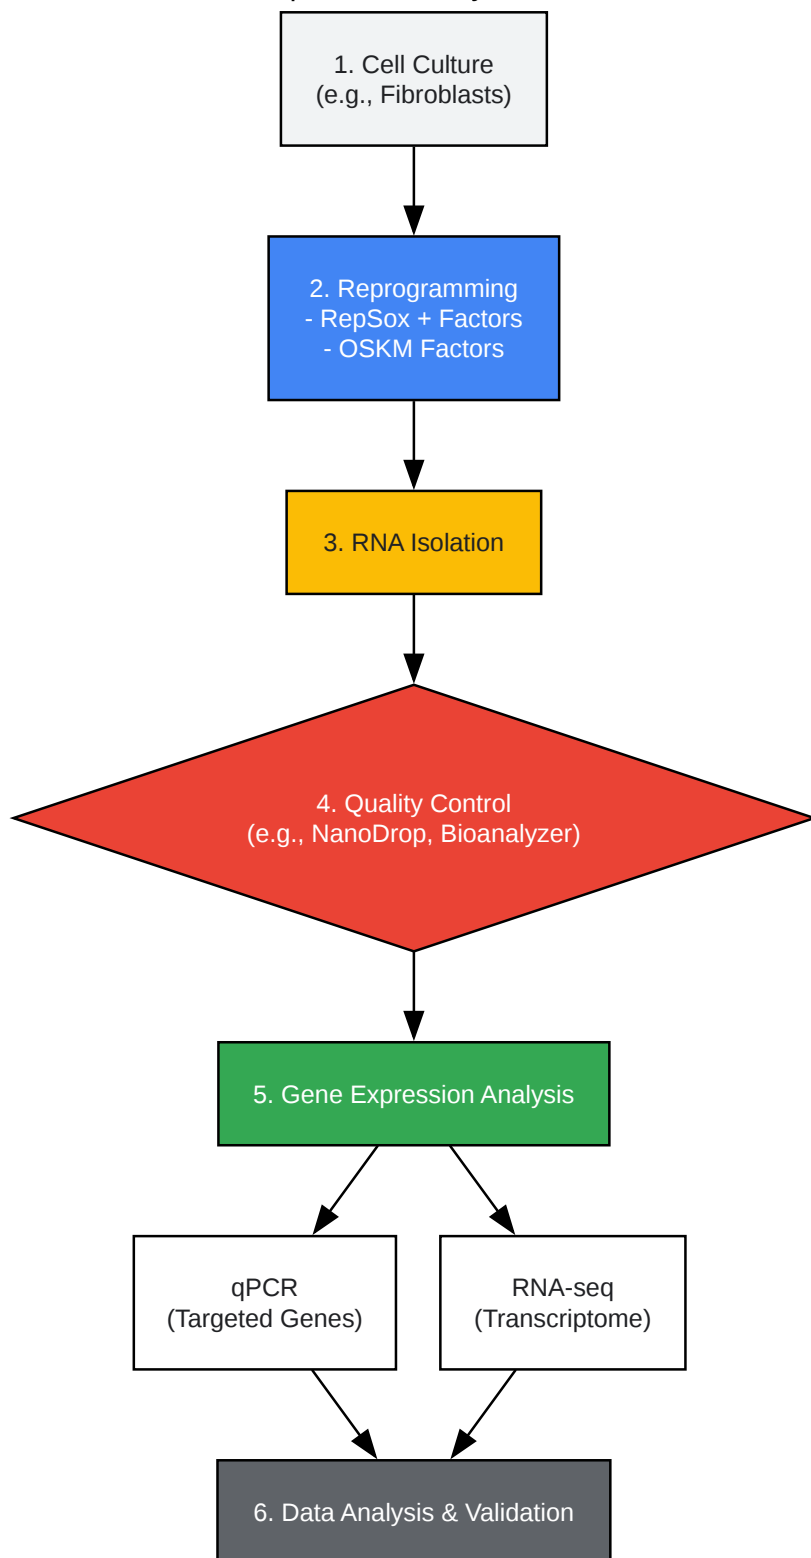 1. Cell Culture
(e.g., Fibroblasts)
2. Reprogramming
- RepSox + Factors
- OSKM Factors
3. RNA Isolation
4. Quality Control
(e.g., NanoDrop, Bioanalyzer)
5. Gene Expression Analysis
qPCR
(Targeted Genes)
RNA-seq
(Transcriptome)
6. Data Analysis & Validation